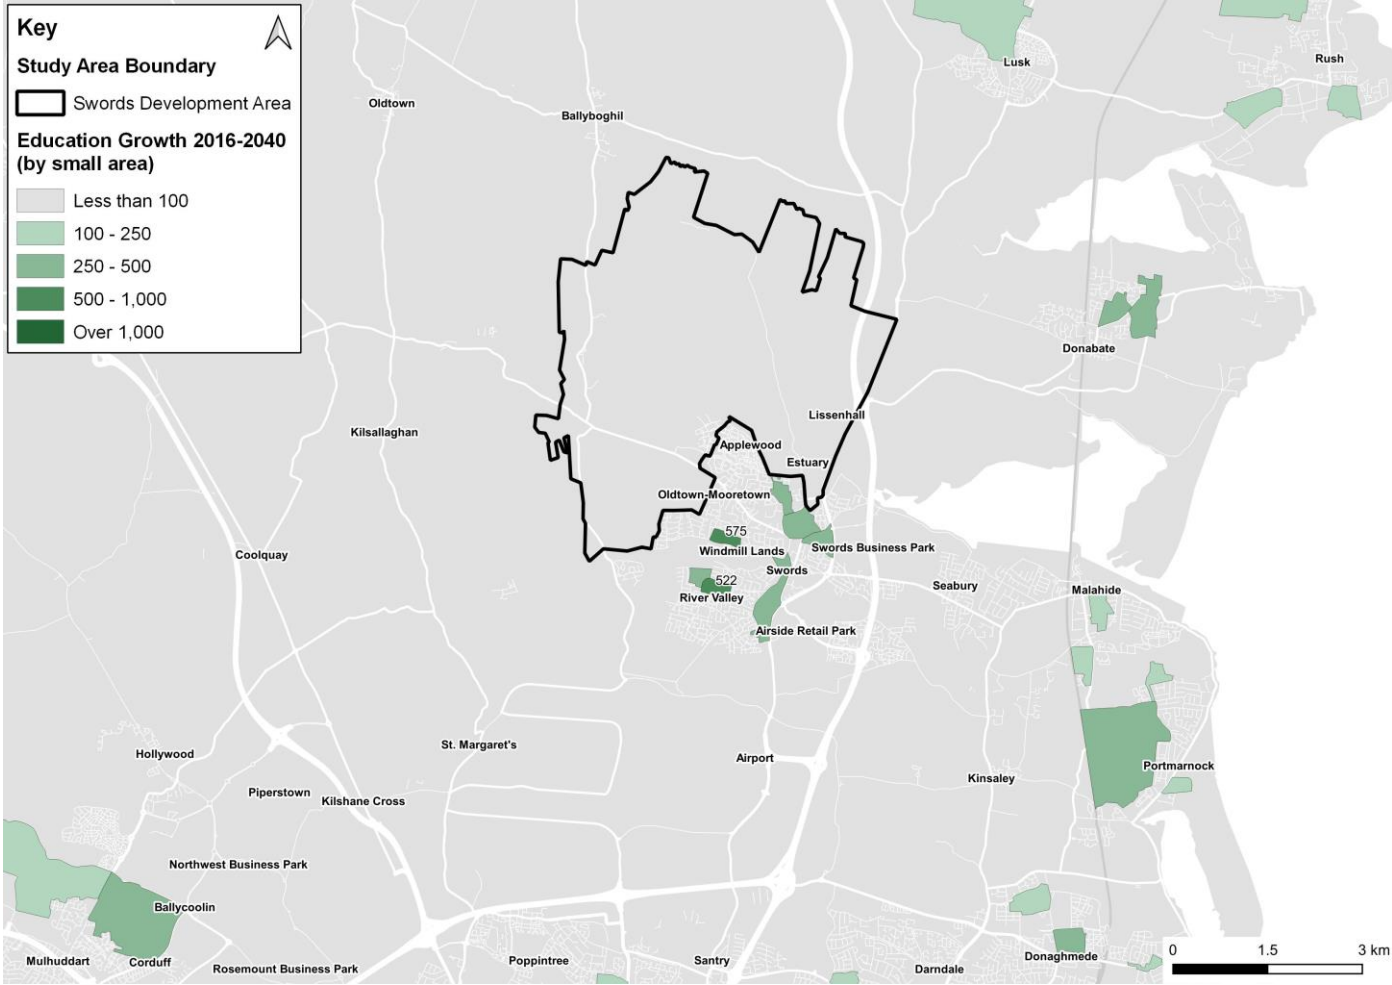 Key
Study Area Boundary
Swords Development Area
Education Growth 2016-2040
(by small area)
Less than 100
100 - 250
250 - 500
500 - 1,000
Over 1,000
Lusk
Rush
Oldtown
Ballyboghil
Donabate
Lissenhall
Kilsallaghan
Applewood
Estuary
Oldtown-Mooretown
575
Windmill Lands
Swords Business Park
Coolquay
Swords
522
River Valley
Seabury
Malahide
Airside Retail Park
St. Margaret's
Hollywood
Airport
Portmarnock
Kinsaley
Piperstown
Kilshane Cross
Northwest Business Park
Ballycoolin
Mulhuddart
Corduff
Rosemount Business Park
Poppintree
Santry
Darndale
Donaghmede
0 1.5 3 km